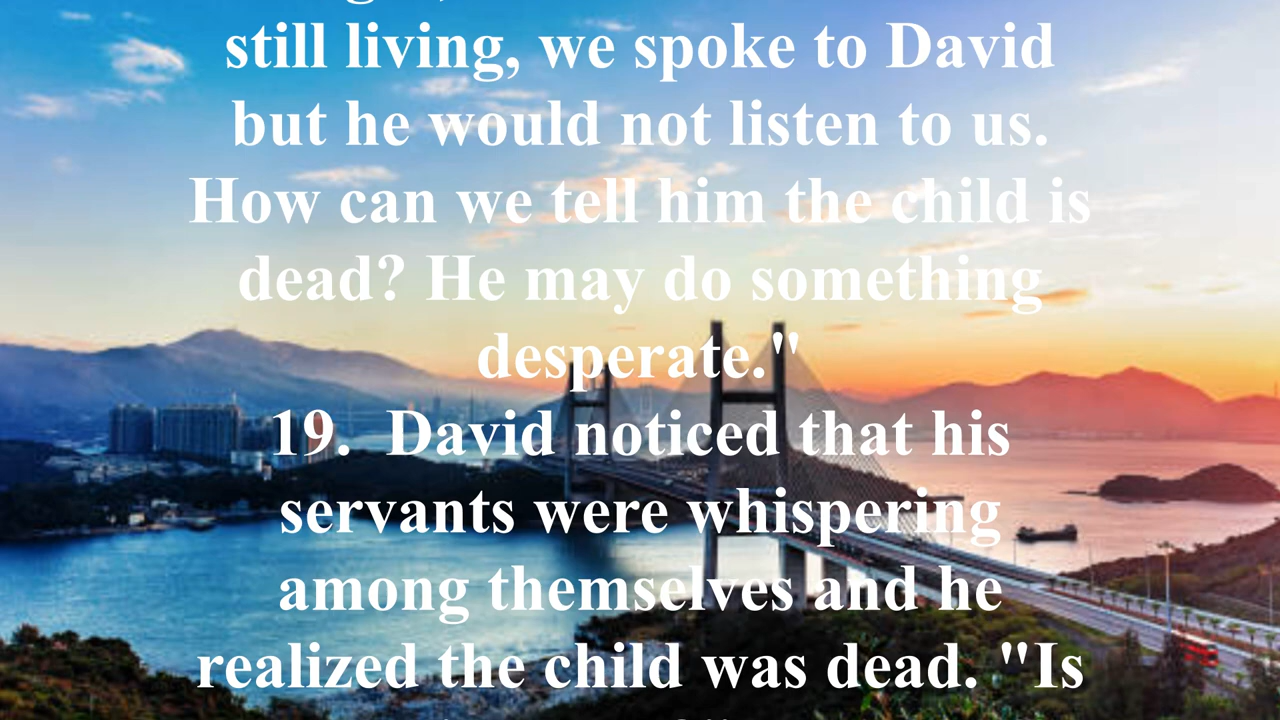 still living, we spoke to David
but he would not listen to us.
How can we tell him the child is
dead? He may do something
desperate."
19.  David noticed that his
servants were whispering
among themselves and he
realized the child was dead. "Is